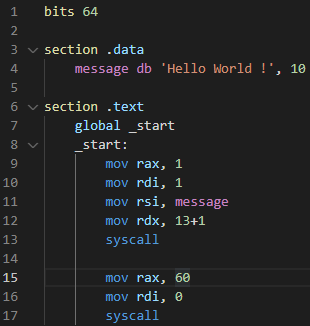 1 bits 64
2
3 section .data
4     message db 'Hello World !', 10
5
6 section .text
7     global _start
8     _start:
9         mov rax, 1
10         mov rdi, 1
11         mov rsi, message
12         mov rdx, 13+1
13         syscall
14
15         mov rax, 60
16         mov rdi, 0
17         syscall